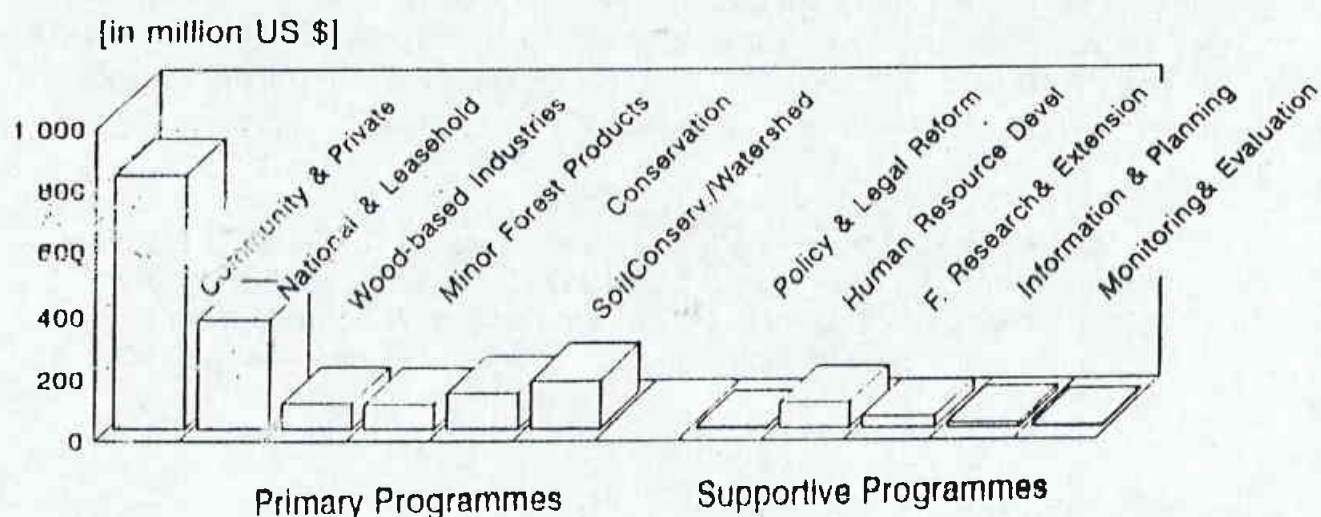 [in million US $]
1 000
800
600
400
200
0
Community & Private
National & Leasehold
Wood-based Industries
Minor Forest Products
Conservation
SoilConserv./Watershed
Policy & Legal Reform
Human Resource Devel
F. Research& Extension
Information & Planning
Monitoring& Evaluation
Primary Programmes
Supportive Programmes